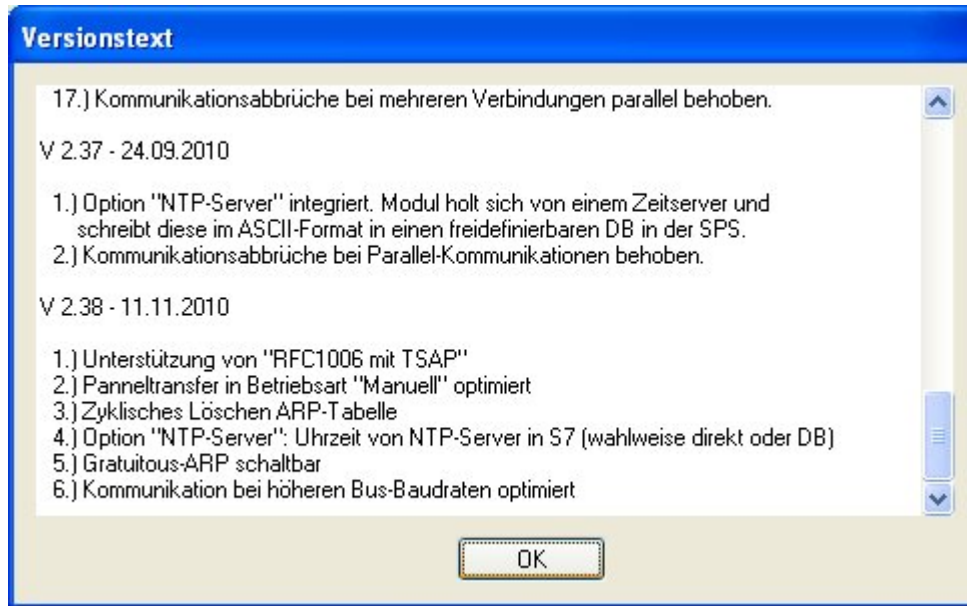 Versionstext
17.) Kommunikationsabbrüche bei mehreren Verbindungen parallel behoben.
V 2.37 - 24.09.2010
1.) Option "NTP-Server" integriert. Modul holt sich von einem Zeitserver und
schreibt diese im ASCII-Format in einen freidefinierbaren DB in der SPS.
2.) Kommunikationsabbrüche bei Parallel-Kommunikationen behoben.
V 2.38 - 11.11.2010
1.) Unterstützung von "RFC1006 mit TSAP"
2.) Panneltransfer in Betriebsart "Manuell" optimiert
3.) Zyklisches Löschen ARP-Tabelle
4.) Option "NTP-Server": Uhrzeit von NTP-Server in S7 (wahlweise direkt oder DB)
5.) Gratuitous-ARP schaltbar
6.) Kommunikation bei höheren Bus-Baudraten optimiert
OK